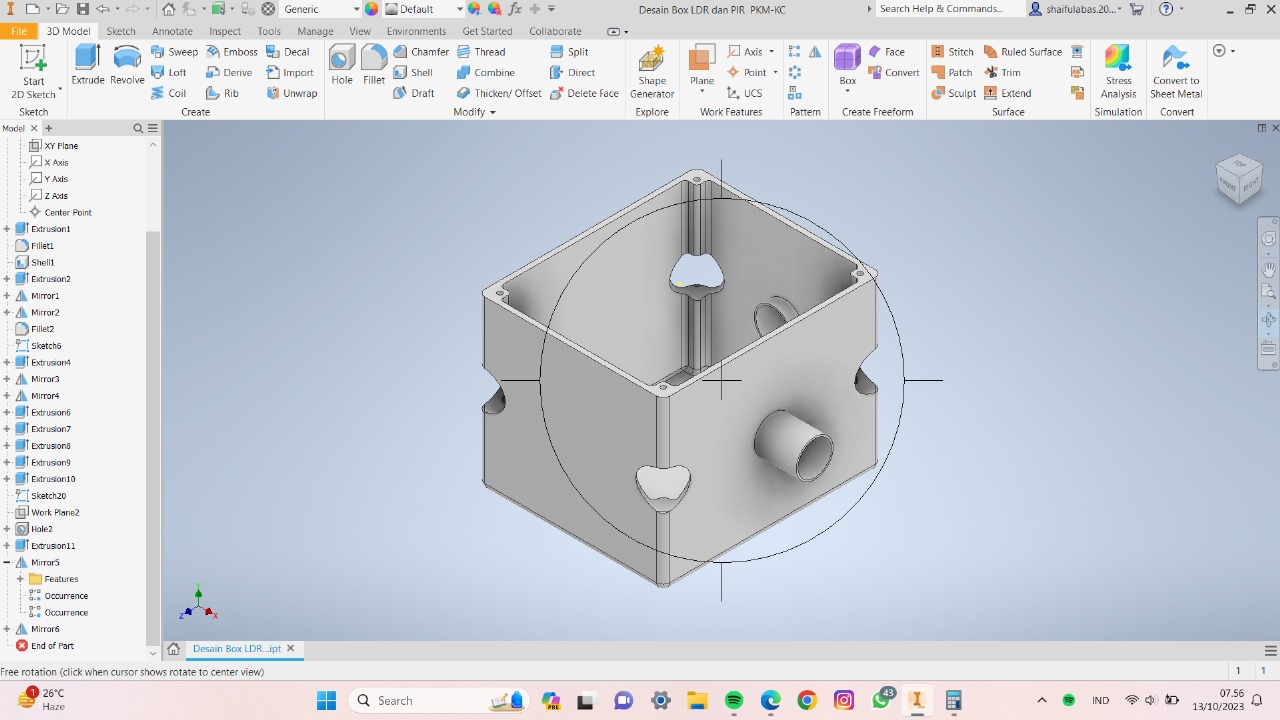 Generic
Default
fx
Desain Box LDR dan IR PKM-KC
Search Help & Commands...
shaifulabas.20...
File
3D Model
Sketch
Annotate
Inspect
Tools
Manage
View
Environments
Get Started
Collaborate
Start
2D Sketch
Sketch
Extrude
Revolve
Sweep
Emboss
Decal
Loft
Derive
Import
Coil
Rib
Unwrap
Create
Hole
Fillet
Chamfer
Thread
Split
Shell
Combine
Direct
Draft
Thicken/ Offset
Delete Face
Modify
Shape
Generator
Explore
Plane
Axis
Point
UCS
Work Features
Pattern
Box
Face
Convert
Create Freeform
Stitch
Ruled Surface
Patch
Trim
Sculpt
Extend
Surface
Stress
Analysis
Simulation
Convert to
Sheet Metal
Convert
Model
XY Plane
X Axis
Y Axis
Z Axis
Center Point
Extrusion1
Fillet1
Shell1
Extrusion2
Mirror1
Mirror2
Fillet2
Sketch6
Extrusion4
Mirror3
Mirror4
Extrusion6
Extrusion7
Extrusion8
Extrusion9
Extrusion10
Sketch20
Work Plane2
Hole2
Extrusion11
Mirror5
Features
Occurrence
Occurrence
Mirror6
End of Part
TOP
FRONT
RIGHT
Y
Z
X
Desain Box LDR...ipt
Free rotation (click when cursor shows rotate to center view)
1
1
1
26°C
Haze
Search
PRE
43
IND
07.56
13/10/2023